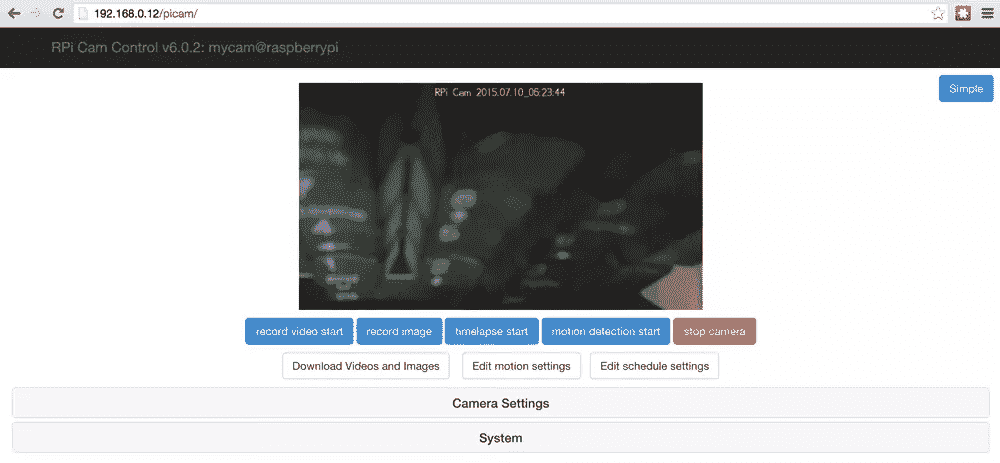 192.168.0.12/picam/
RPi Cam Control v6.0.2: mycam@raspberrypi
Simple
RPi Cam 2015.07.10_06:23:44
record video start record image timelapse start motion detection start stop camera
Download Videos and Images Edit motion settings Edit schedule settings
Camera Settings
System